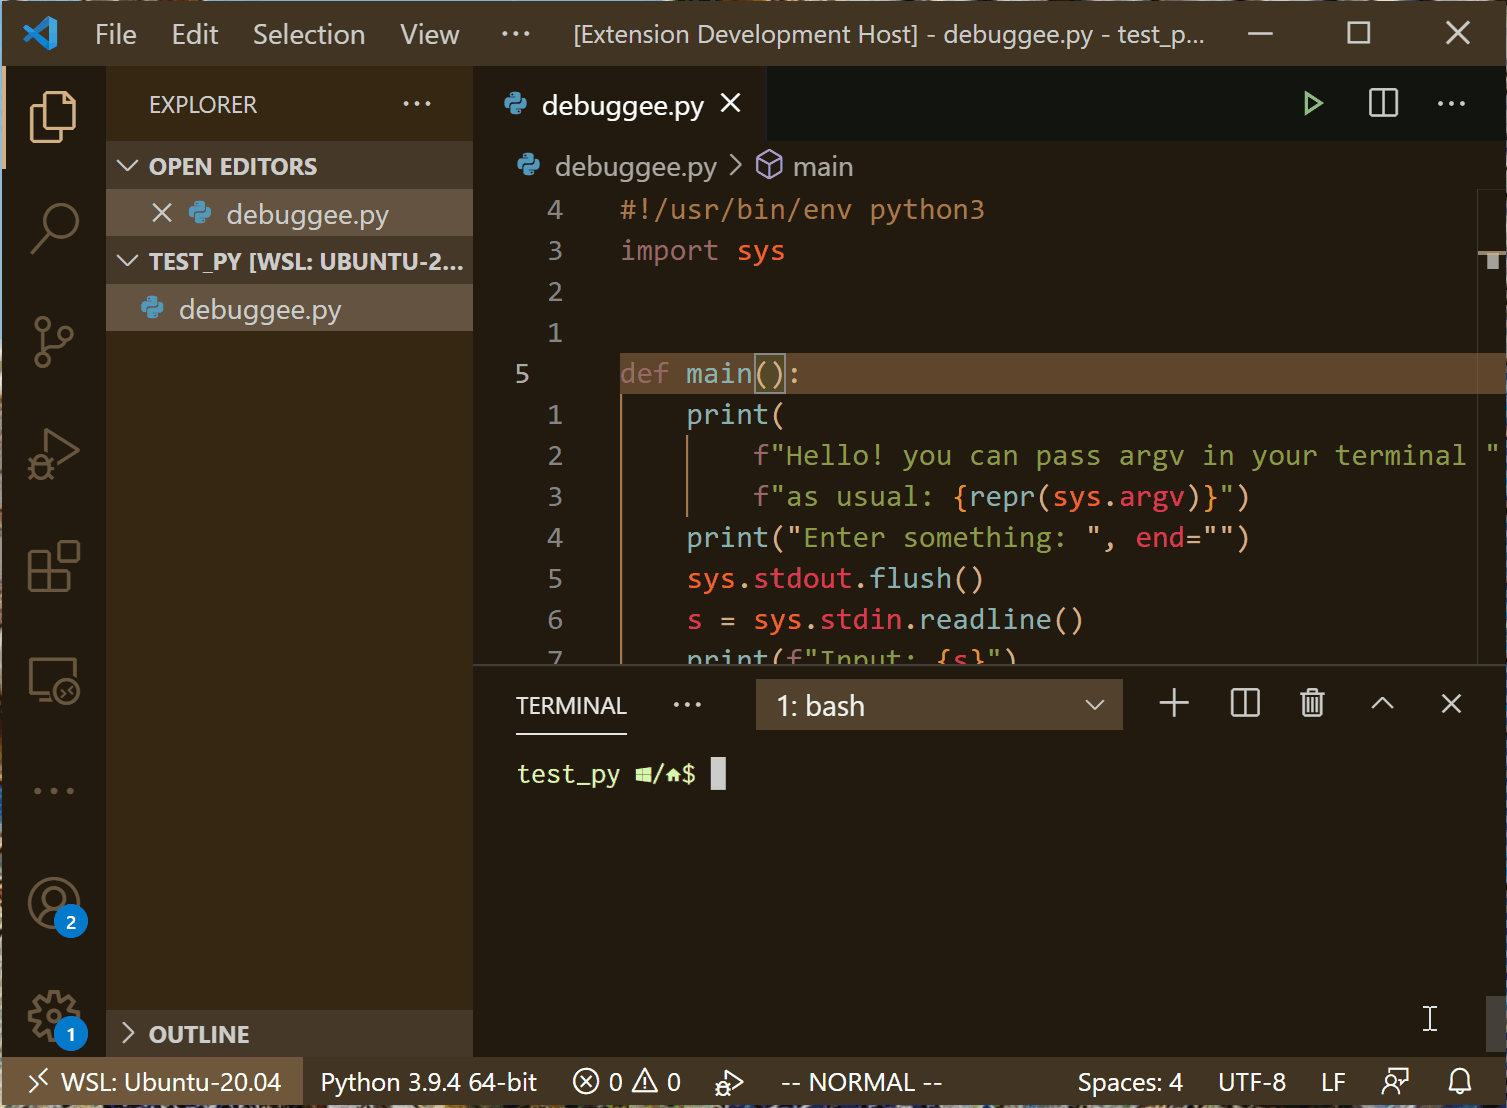 File Edit Selection View ··· [Extension Development Host] - debuggee.py - test_p...
EXPLORER ···
OPEN EDITORS
debuggee.py
TEST_PY [WSL: UBUNTU-2...
debuggee.py
OUTLINE
debuggee.py
debuggee.py > main
4 #!/usr/bin/env python3
3 import sys
2
1
5 def main():
1 print(
2 f"Hello! you can pass argv in your terminal "
3 f"as usual: {repr(sys.argv)}")
4 print("Enter something: ", end="")
5 sys.stdout.flush()
6 s = sys.stdin.readline()
7 print(f"Input: {s}")
TERMINAL ··· 1: bash
test_py /$
2
1
WSL: Ubuntu-20.04 Python 3.9.4 64-bit 0 0 -- NORMAL -- Spaces: 4 UTF-8 LF